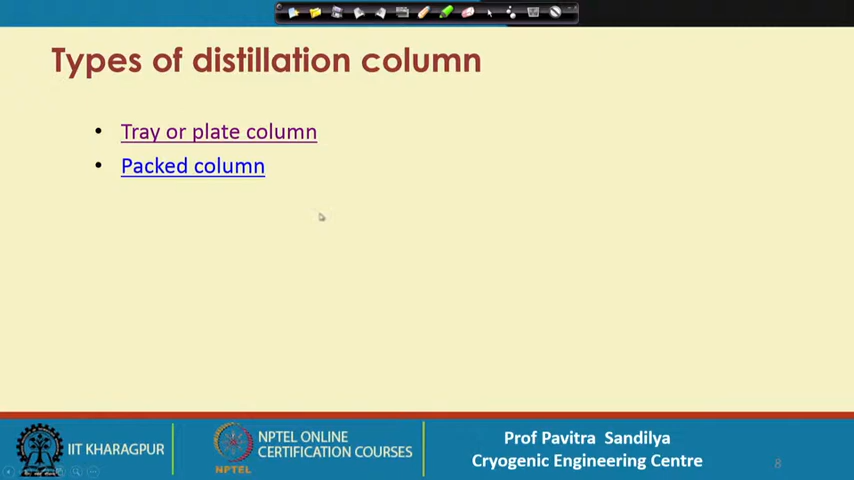 Types of distillation column
• Tray or plate column
• Packed column
IIT KHARAGPUR
NPTEL
NPTEL ONLINE
CERTIFICATION COURSES
Prof Pavitra Sandilya
Cryogenic Engineering Centre
8